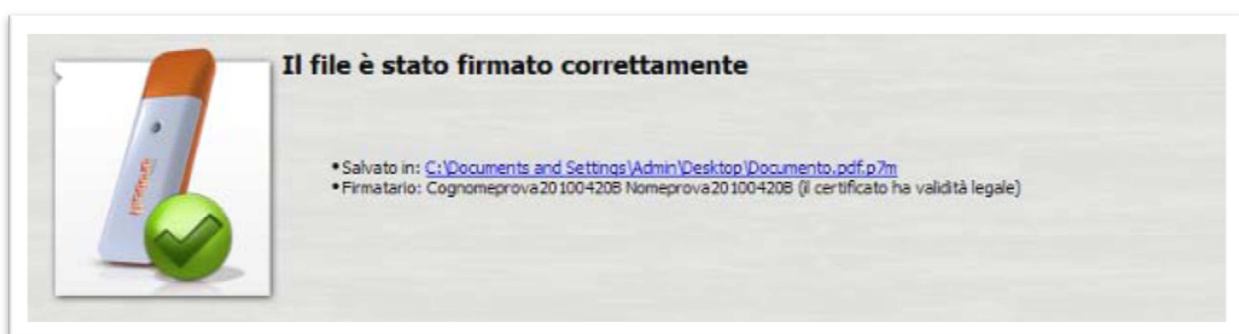 Il file è stato firmato correttamente
•Salvato in: C:\Documents and Settings\Admin\Desktop\Documento.pdf.p7m
•Firmatario: Cognomeprova20100420B Nomeprova20100420B (il certificato ha validità legale)